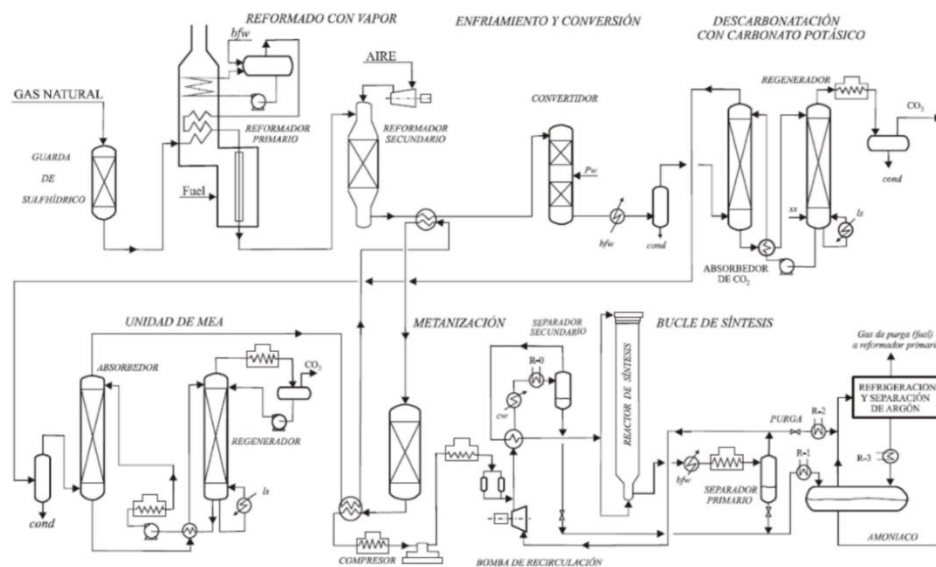 REFORMADO CON VAPOR
ENFRIAMIENTO Y CONVERSIÓN
DESCARBONATACIÓN
CON CARBONATO POTÁSICO
bfw
AIRE
REGENERADOR
GAS NATURAL
CONVERTIDOR
CO2
REFORMADOR
PRIMARIO
REFORMADOR
SECUNDARIO
GUARDA
DE
SULFHÍDRICO
cond
Fuel
Pw
xs
ls
bfw
cond
ABSORBEDOR
DE CO2
UNIDAD DE MEA
METANIZACIÓN
SEPARADOR
SECUNDARIO
BUCLE DE SÍNTESIS
Gas de purga (fuel)
a reformador primario
ABSORBEDOR
CO2
R-0
REACTOR DE SÍNTESIS
REFRIGERACION
Y SEPARACIÓN
DE ARGÓN
cw
PURGA
R-2
REGENERADOR
R-1
R-3
bfw
SEPARADOR
PRIMARIO
ls
cond
COMPRESOR
BOMBA DE RECIRCULACIÓN
AMONIACO